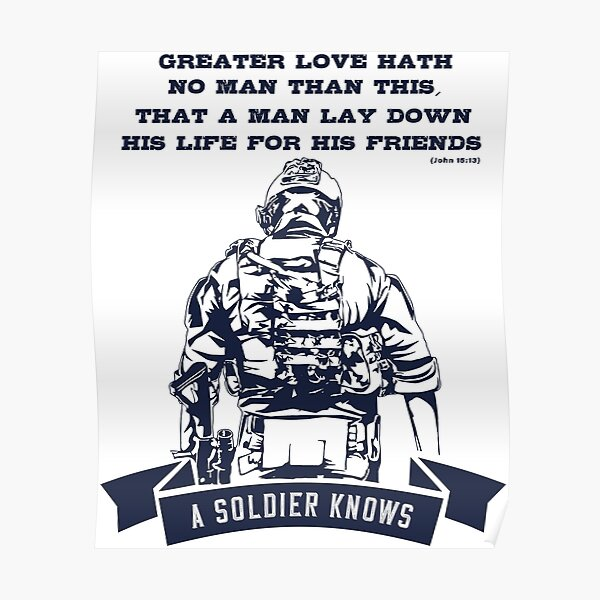 GREATER LOVE HATH
NO MAN THAN THIS,
THAT A MAN LAY DOWN
HIS LIFE FOR HIS FRIENDS
(John 15:13)
A SOLDIER KNOWS